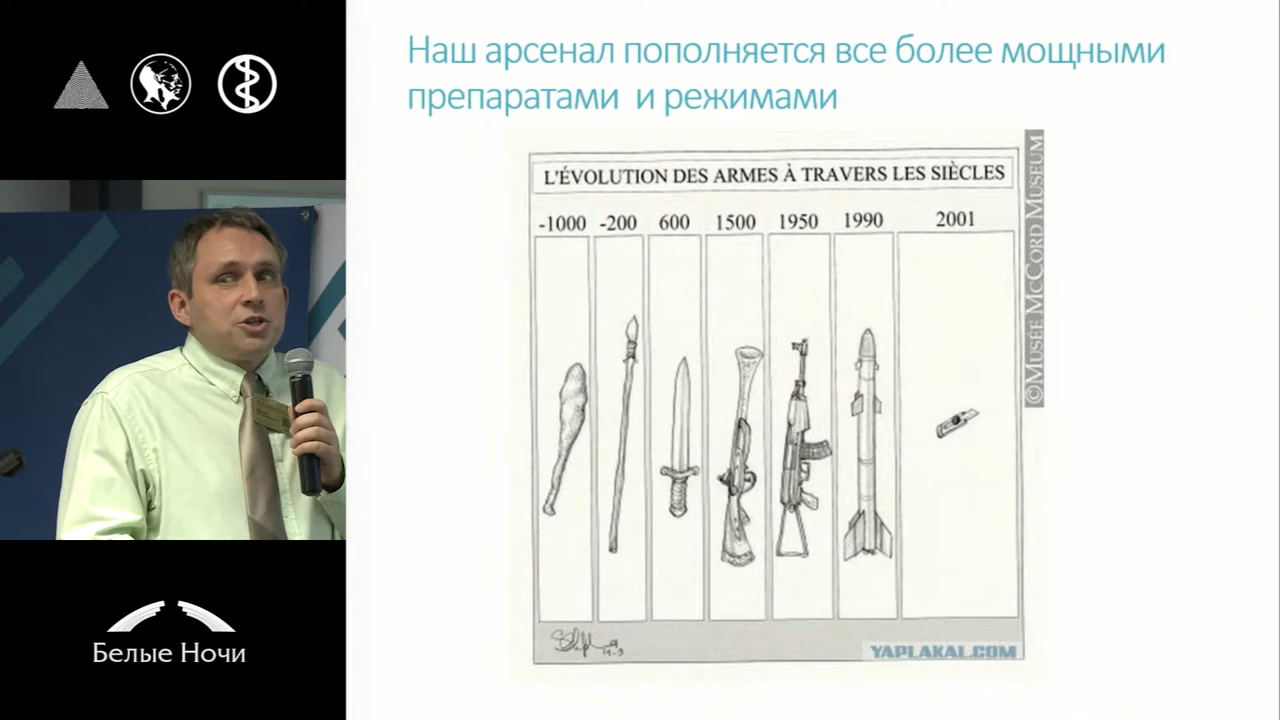 Наш арсенал пополняется все более мощными
препаратами и режимами
L'ÉVOLUTION DES ARMES À TRAVERS LES SIÈCLES
-1000 -200 600 1500 1950 1990 2001
©MUSÉE MCCORD MUSEUM
YAPLAKAL.COM
Белые Ночи